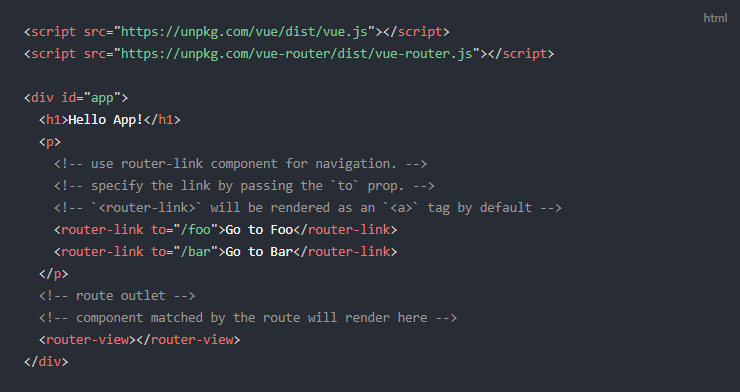 html
<script src="https://unpkg.com/vue/dist/vue.js"></script>
<script src="https://unpkg.com/vue-router/dist/vue-router.js"></script>
<div id="app">
<h1>Hello App!</h1>
<p>
<!-- use router-link component for navigation. -->
<!-- specify the link by passing the `to` prop. -->
<!-- `<router-link>` will be rendered as an `<a>` tag by default -->
<router-link to="/foo">Go to Foo</router-link>
<router-link to="/bar">Go to Bar</router-link>
</p>
<!-- route outlet -->
<!-- component matched by the route will render here -->
<router-view></router-view>
</div>